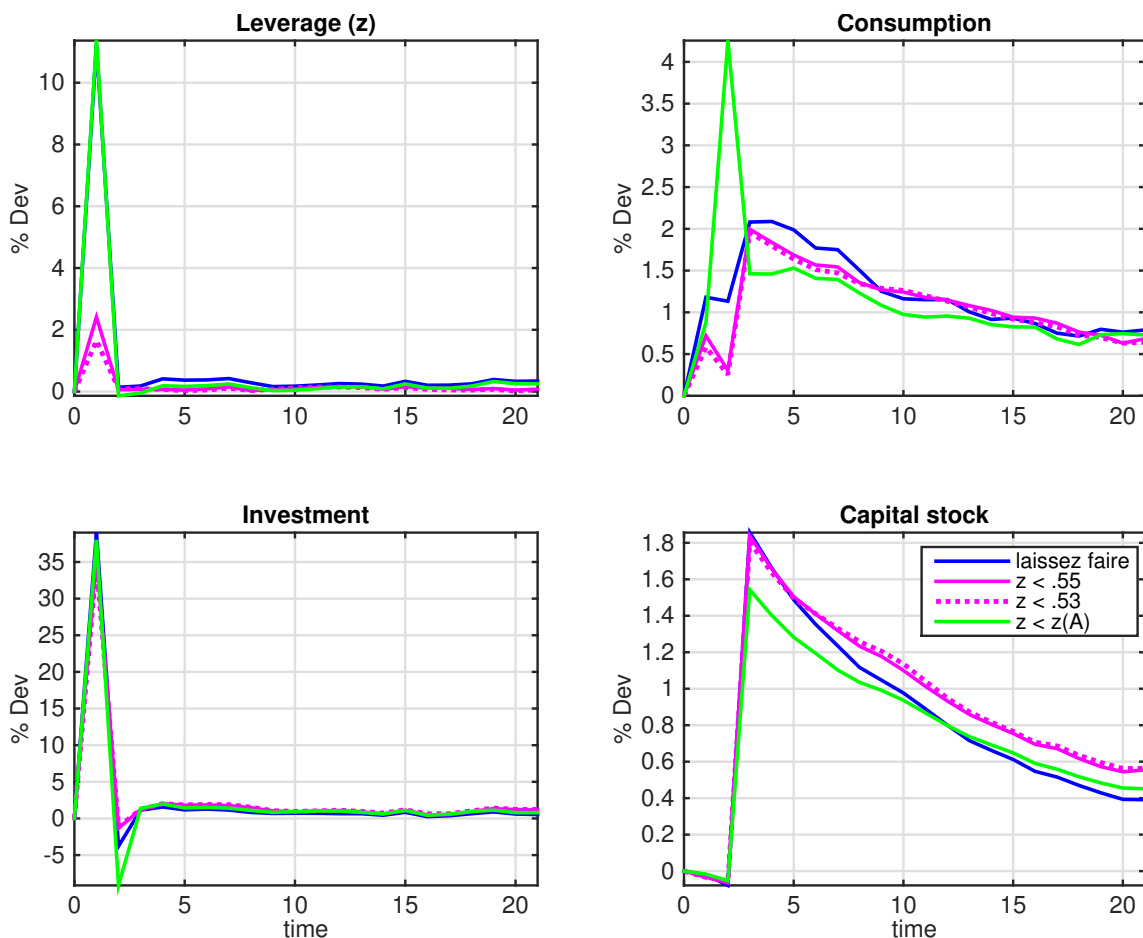 Leverage (z)
% Dev
10
8
6
4
2
0
0 5 10 15 20
Consumption
% Dev
4
3.5
3
2.5
2
1.5
1
0.5
0
0 5 10 15 20
Investment
% Dev
35
30
25
20
15
10
5
0
-5
0 5 10 15 20
time
Capital stock
% Dev
1.8
1.6
1.4
1.2
1
0.8
0.6
0.4
0.2
0
laissez faire
z < .55
z < .53
z < z(A)
0 5 10 15 20
time